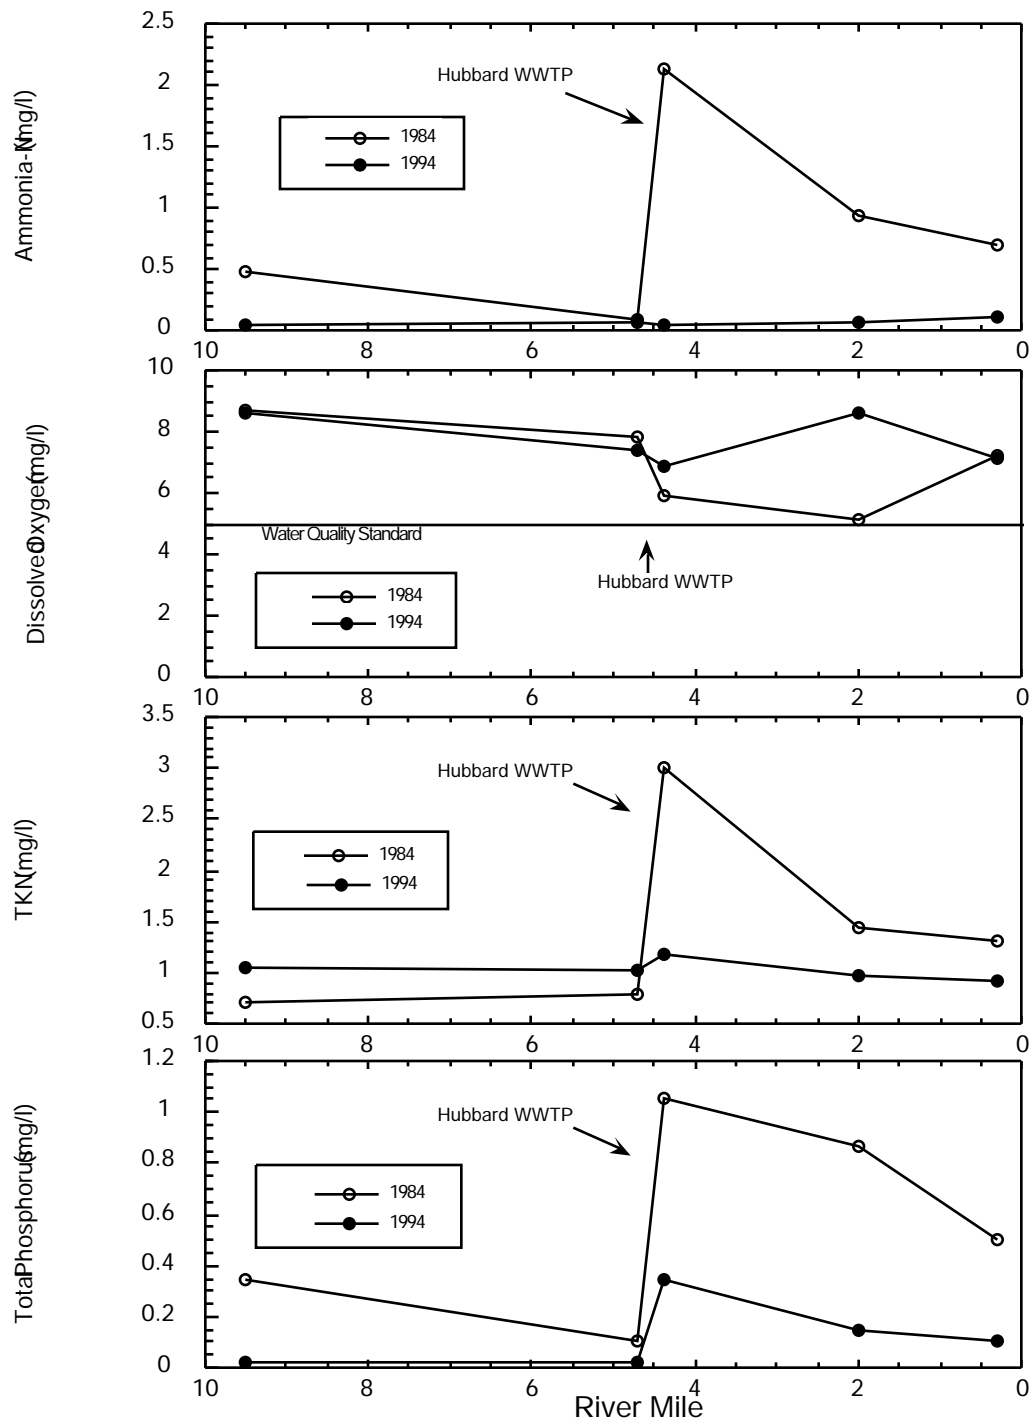 2.5
2
1.5
1
0.5
0
Ammonia-N(mg/l)
Hubbard WWTP
1984
1994
10 8 6 4 2 0
10
8
6
4
2
0
Dissolved Oxygen(mg/l)
Water Quality Standard
Hubbard WWTP
1984
1994
10 8 6 4 2 0
3.5
3
2.5
2
1.5
1
0.5
TKN(mg/l)
Hubbard WWTP
1984
1994
10 8 6 4 2 0
1.2
1
0.8
0.6
0.4
0.2
0
Total Phosphorus(mg/l)
Hubbard WWTP
1984
1994
10 8 6 4 2 0
River Mile